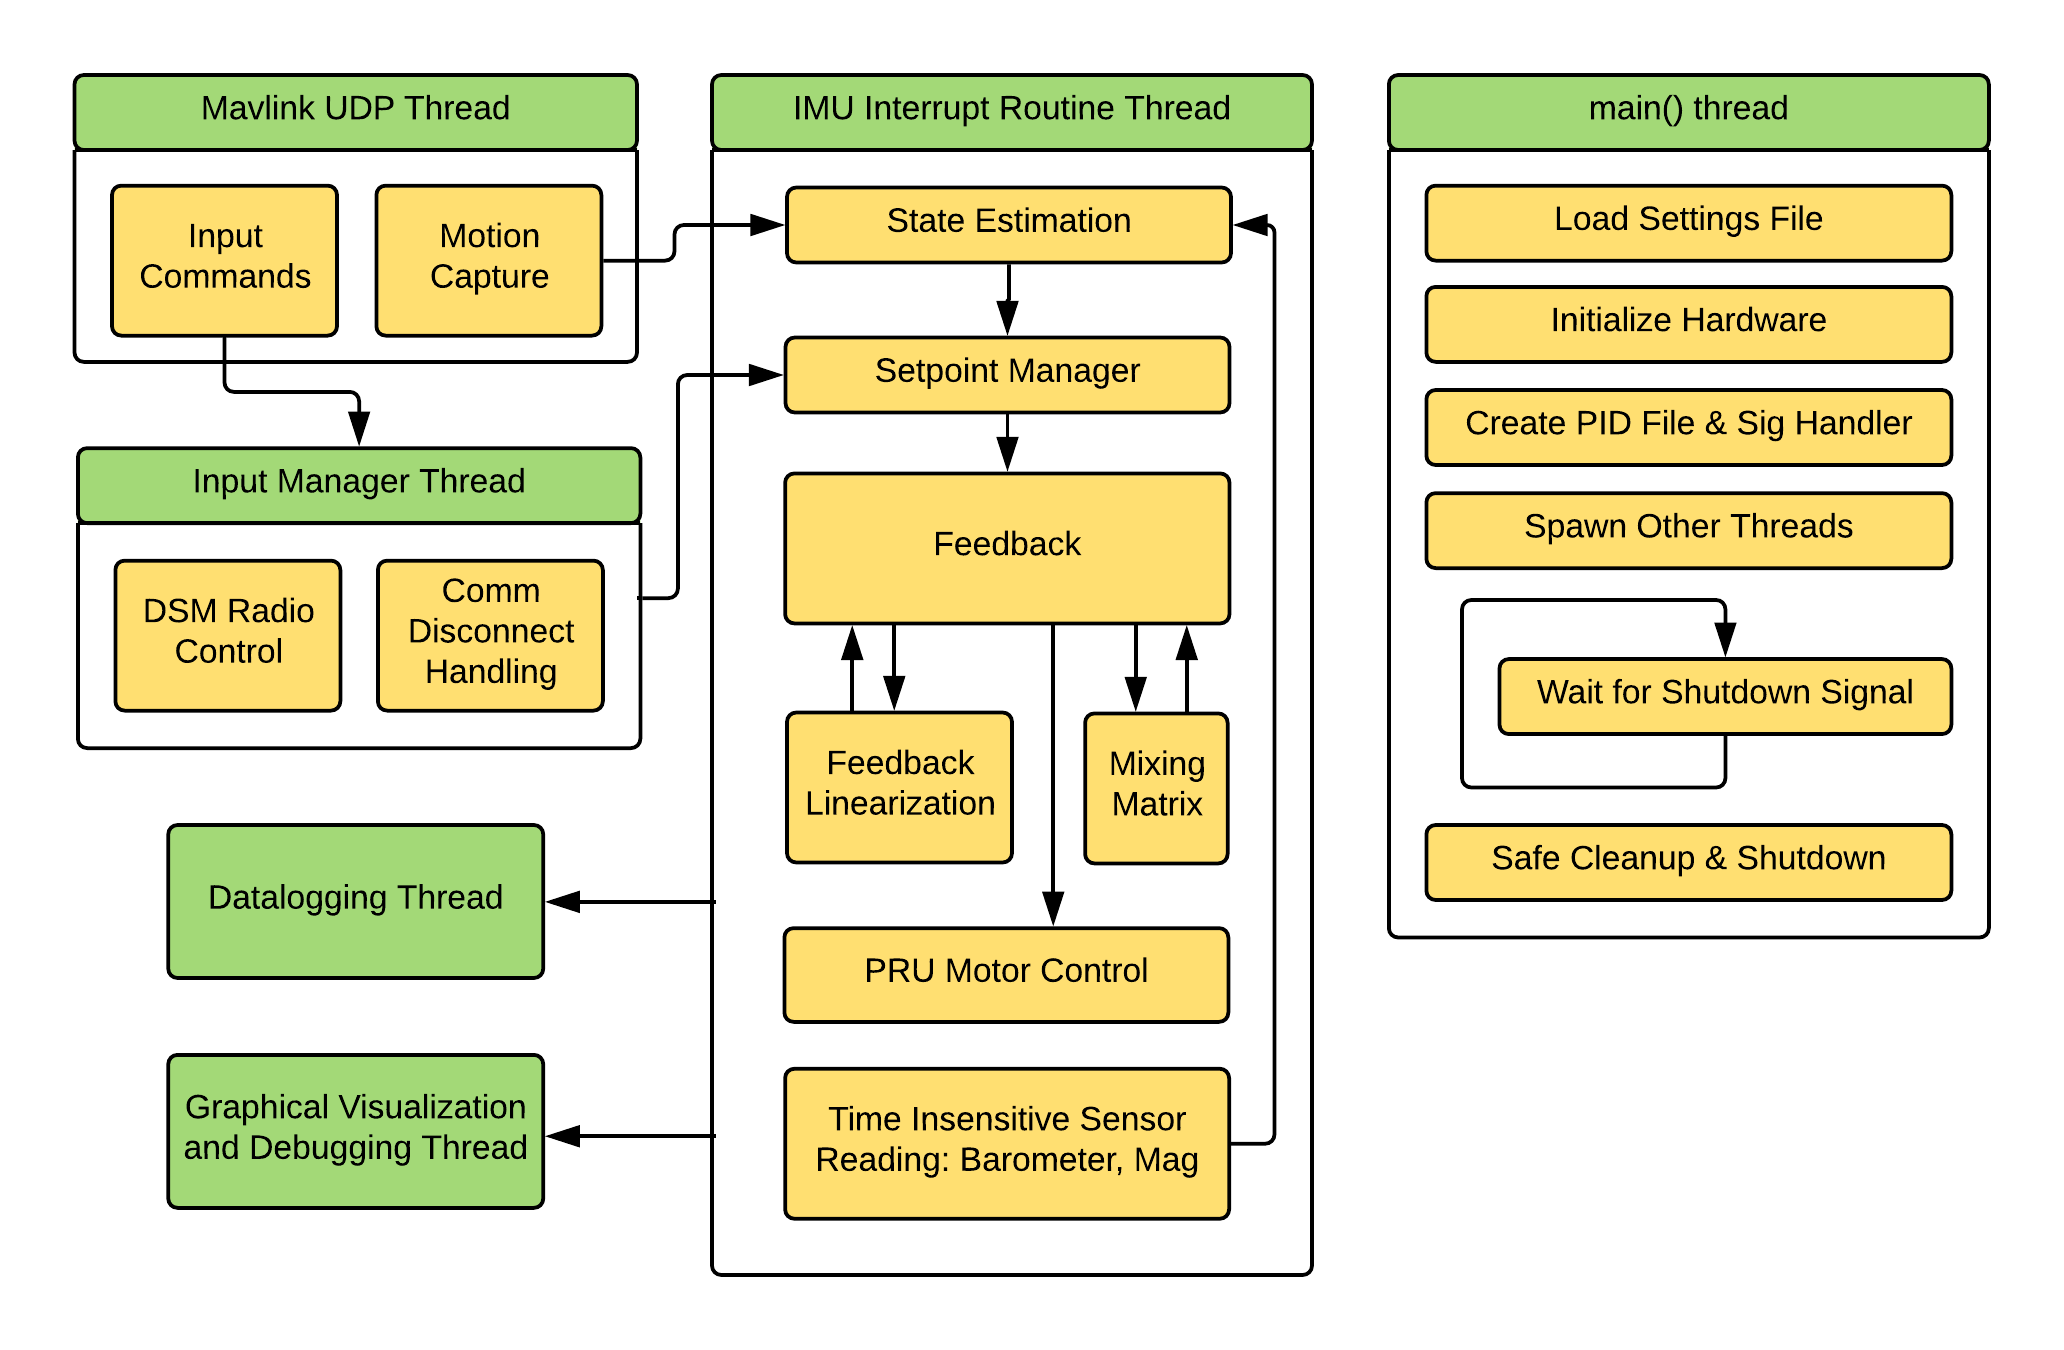 Mavlink UDP Thread
Input
Commands
Motion
Capture
Input Manager Thread
DSM Radio
Control
Comm
Disconnect
Handling
Datalogging Thread
Graphical Visualization
and Debugging Thread
IMU Interrupt Routine Thread
State Estimation
Setpoint Manager
Feedback
Feedback
Linearization
Mixing
Matrix
PRU Motor Control
Time Insensitive Sensor
Reading: Barometer, Mag
main() thread
Load Settings File
Initialize Hardware
Create PID File & Sig Handler
Spawn Other Threads
Wait for Shutdown Signal
Safe Cleanup & Shutdown